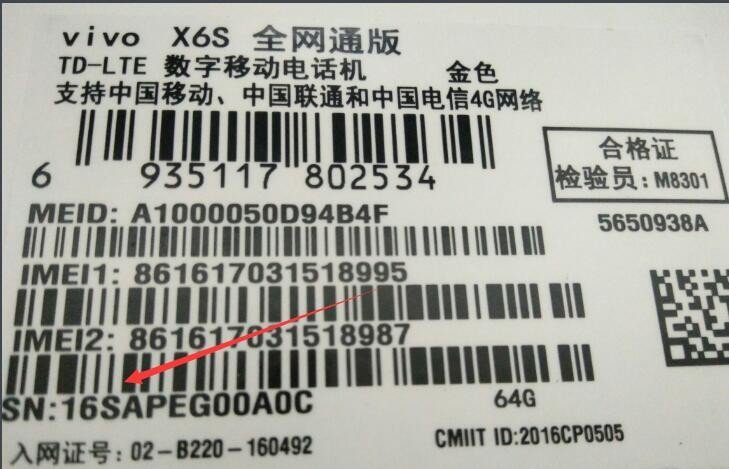 vivo X6S 全网通版
TD-LTE 数字移动电话机 金色
支持中国移动、中国联通和中国电信4G网络
6 935117 802534
合格证
检验员:M8301
MEID: A1000050D94B4F
5650938A
IMEI1: 861617031518995
IMEI2: 861617031518987
SN:16SAPEG00A0C
64G
入网证号: 02-B220-160492
CMIIT ID:2016CP0505